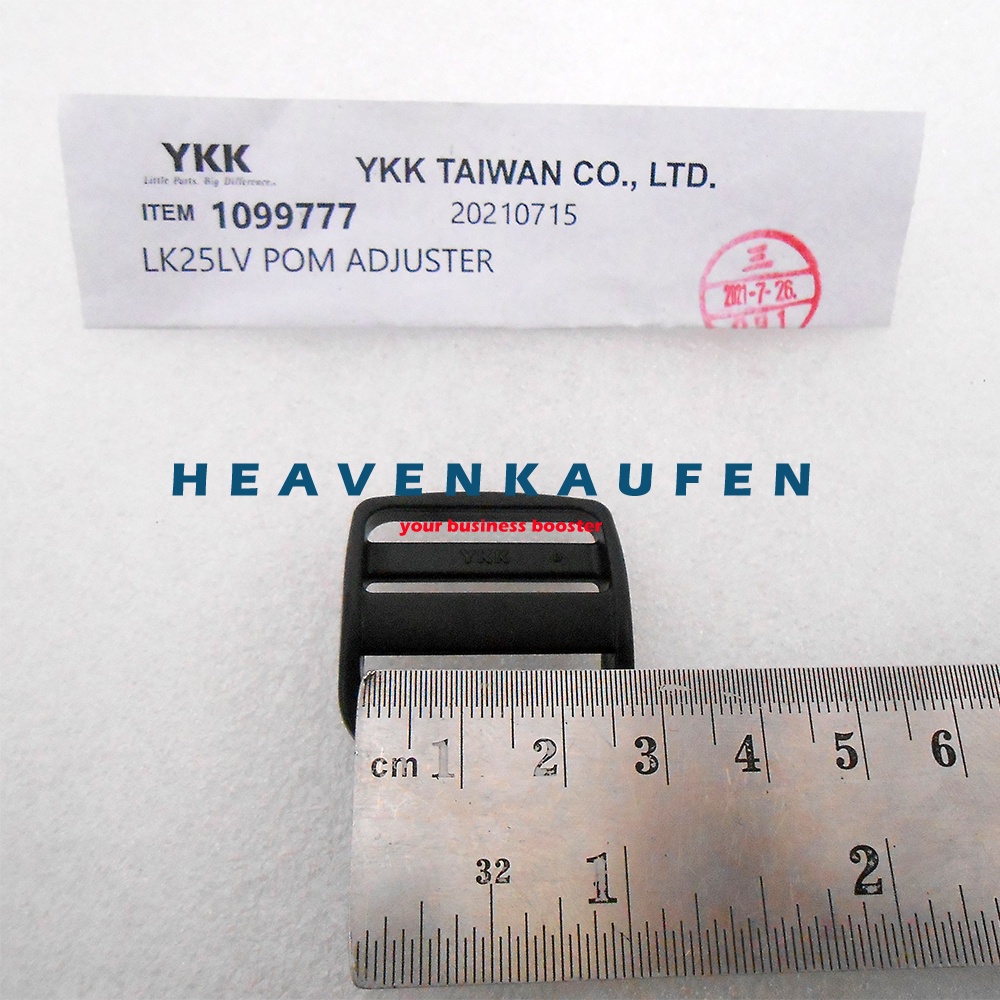 YKK
Little Parts. Big Difference.
YKK TAIWAN CO., LTD.
ITEM 1099777
20210715
LK25LV POM ADJUSTER
三
2021-7-26.
HEAVENKAUFEN
your business booster
YKK
cm 1 2 3 4 5 6
32 1 2